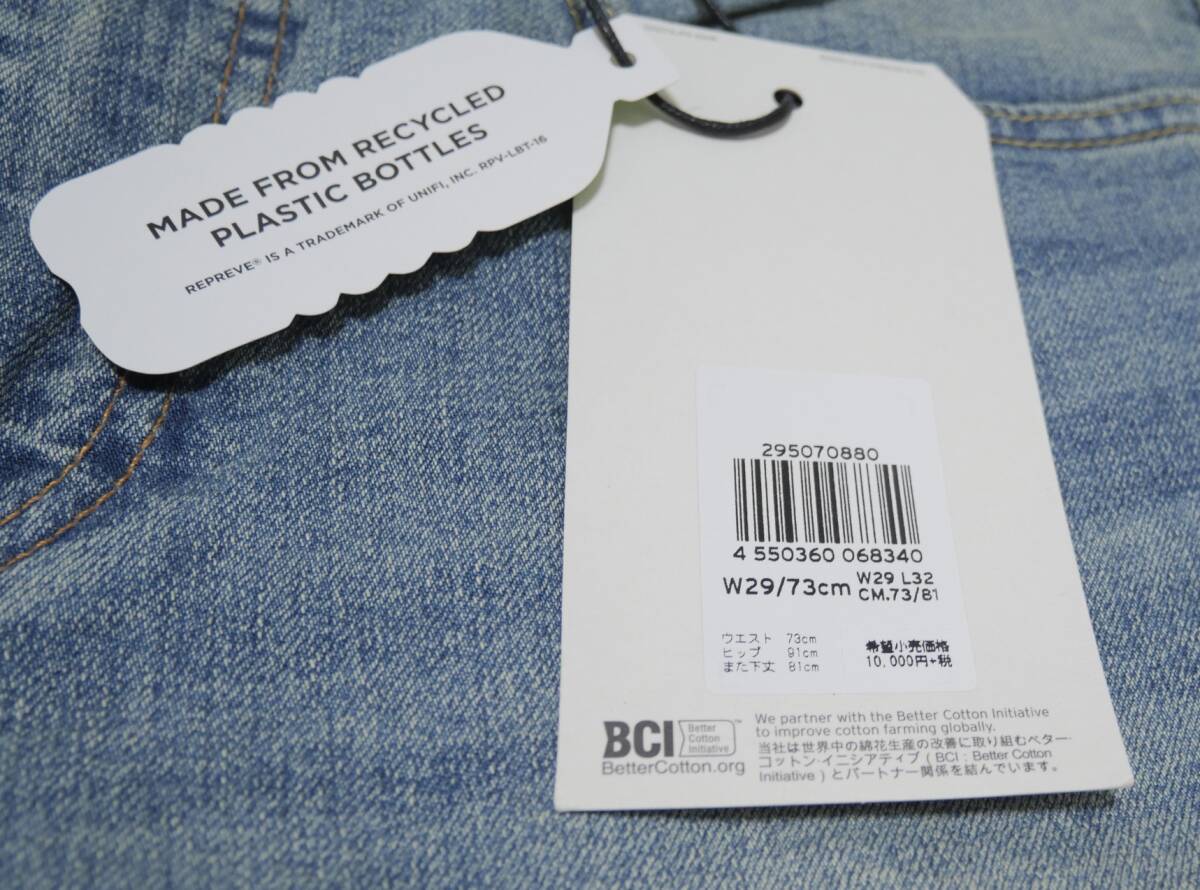 MADE FROM RECYCLED
PLASTIC BOTTLES
REPREVE® IS A TRADEMARK OF UNIFI, INC. RPV-LBT-16
295070880
4 550360 068340
W29/73cm
W29 L32
CM.73/81
ウエスト 73cm
ヒップ 91cm
また下丈 81cm
希望小売価格
10,000円+税
BCI
Better
Cotton
Initiative
™
BetterCotton.org
We partner with the Better Cotton Initiative
to improve cotton farming globally.
当社は世界中の綿花生産の改善に取り組むベター・
コットン・イニシアティブ（BCI : Better Cotton
Initiative）とパートナー関係を結んでいます。